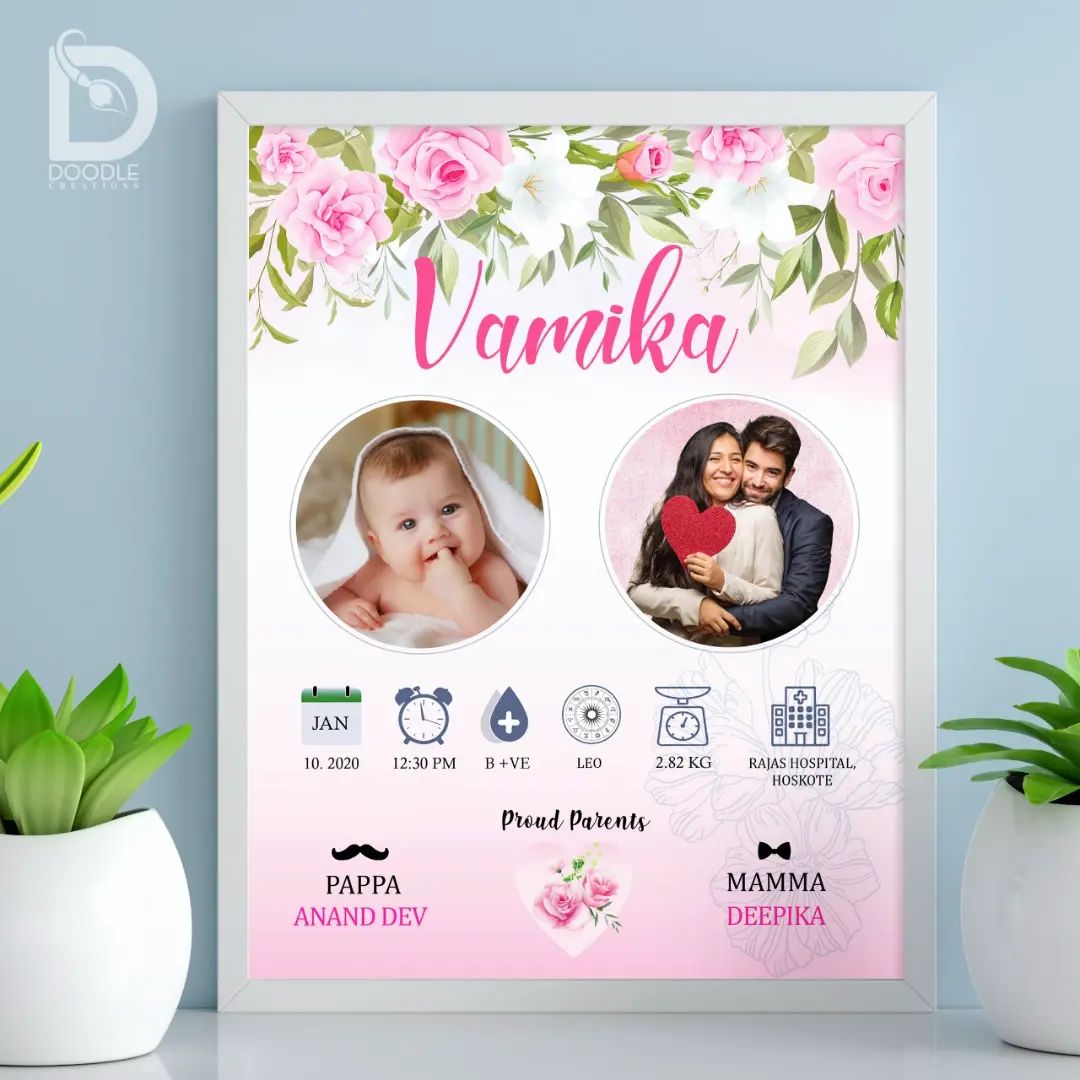 DOODLE
CREATIONS
Vamika
JAN
10. 2020
12:30 PM
B +VE
LEO
2.82 KG
RAJAS HOSPITAL,
HOSKOTE
Proud Parents
PAPPA
ANAND DEV
MAMMA
DEEPIKA